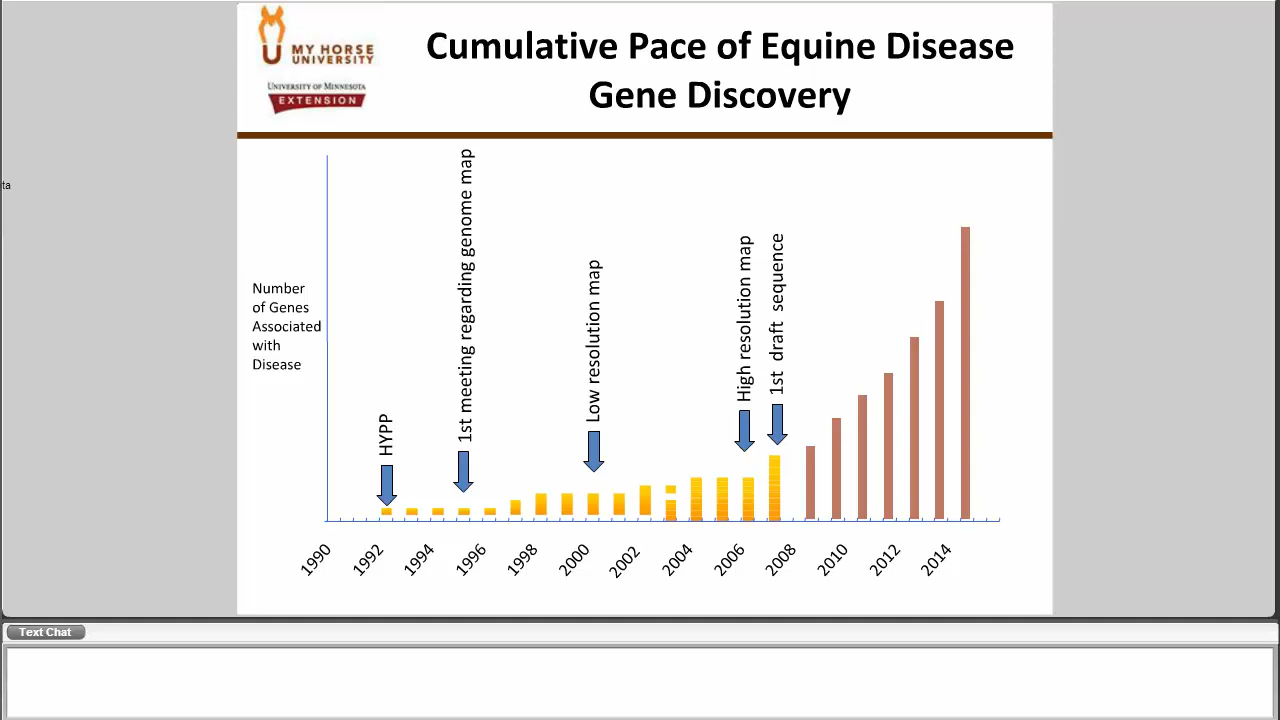 MY HORSE
UNIVERSITY
UNIVERSITY OF MINNESOTA
EXTENSION
Cumulative Pace of Equine Disease
Gene Discovery
ta
Number
of Genes
Associated
with
Disease
HYPP
1st meeting regarding genome map
Low resolution map
High resolution map
1st draft sequence
1990
1992
1994
1996
1998
2000
2002
2004
2006
2008
2010
2012
2014
Text Chat